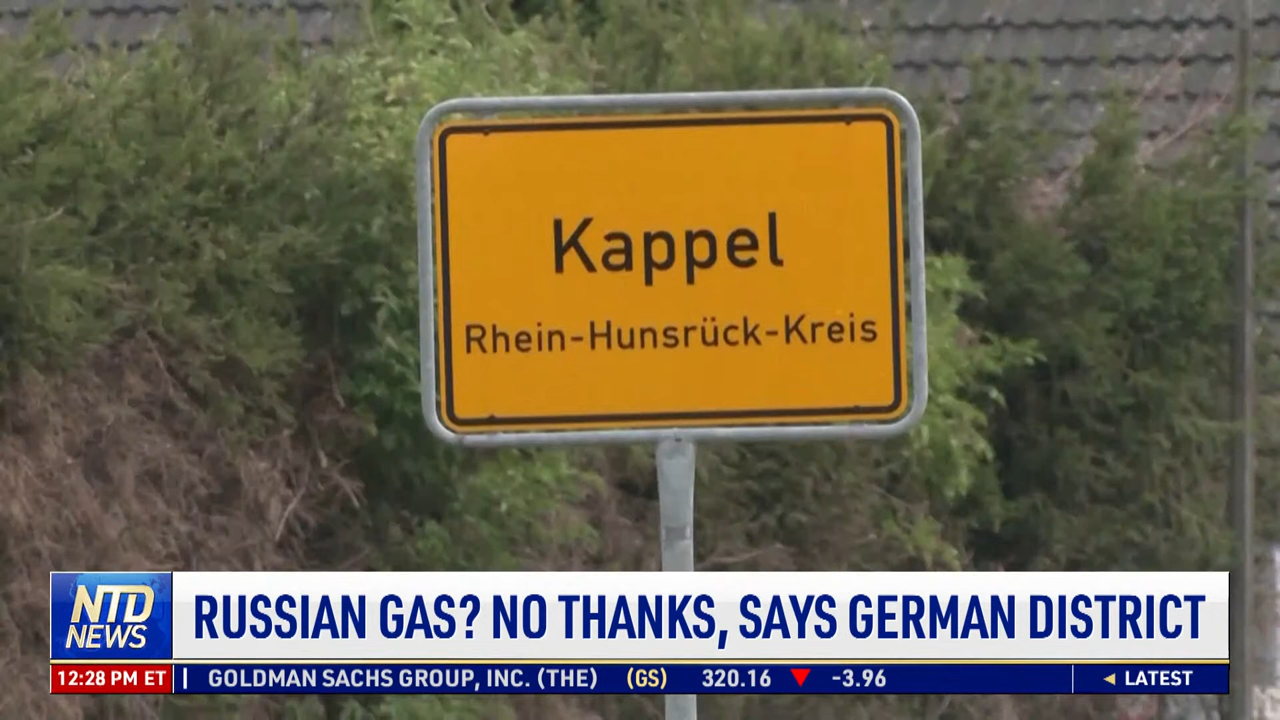 Kappel
Rhein-Hunsrück-Kreis
NTD
NEWS
RUSSIAN GAS? NO THANKS, SAYS GERMAN DISTRICT
12:28 PM ET
GOLDMAN SACHS GROUP, INC. (THE) (GS) 320.16 ▼ -3.96
◄ LATEST